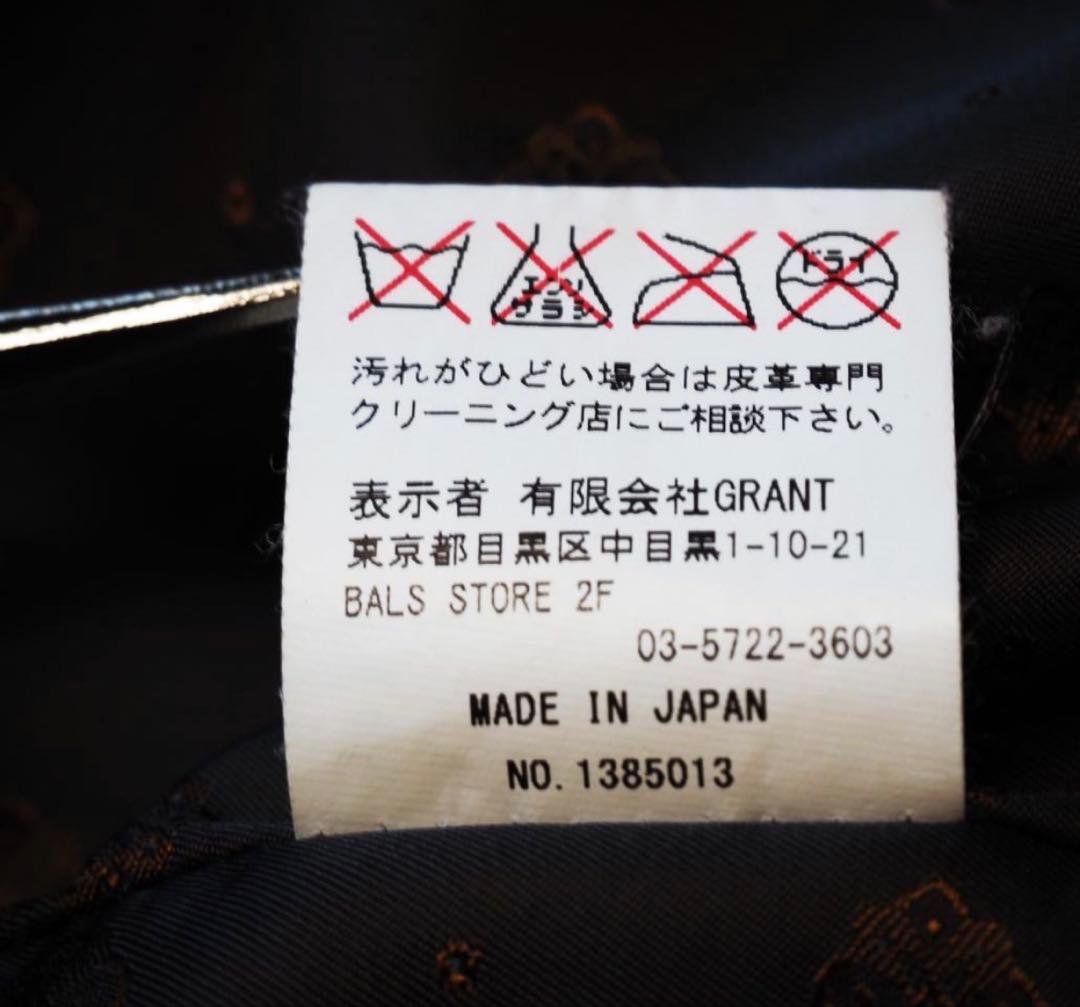 エンソ
サラシ
ドライ
汚れがひどい場合は皮革専門
クリーニング店にご相談下さい。
表示者 有限会社GRANT
東京都目黒区中目黒1-10-21
BALS STORE 2F
03-5722-3603
MADE IN JAPAN
NO. 1385013